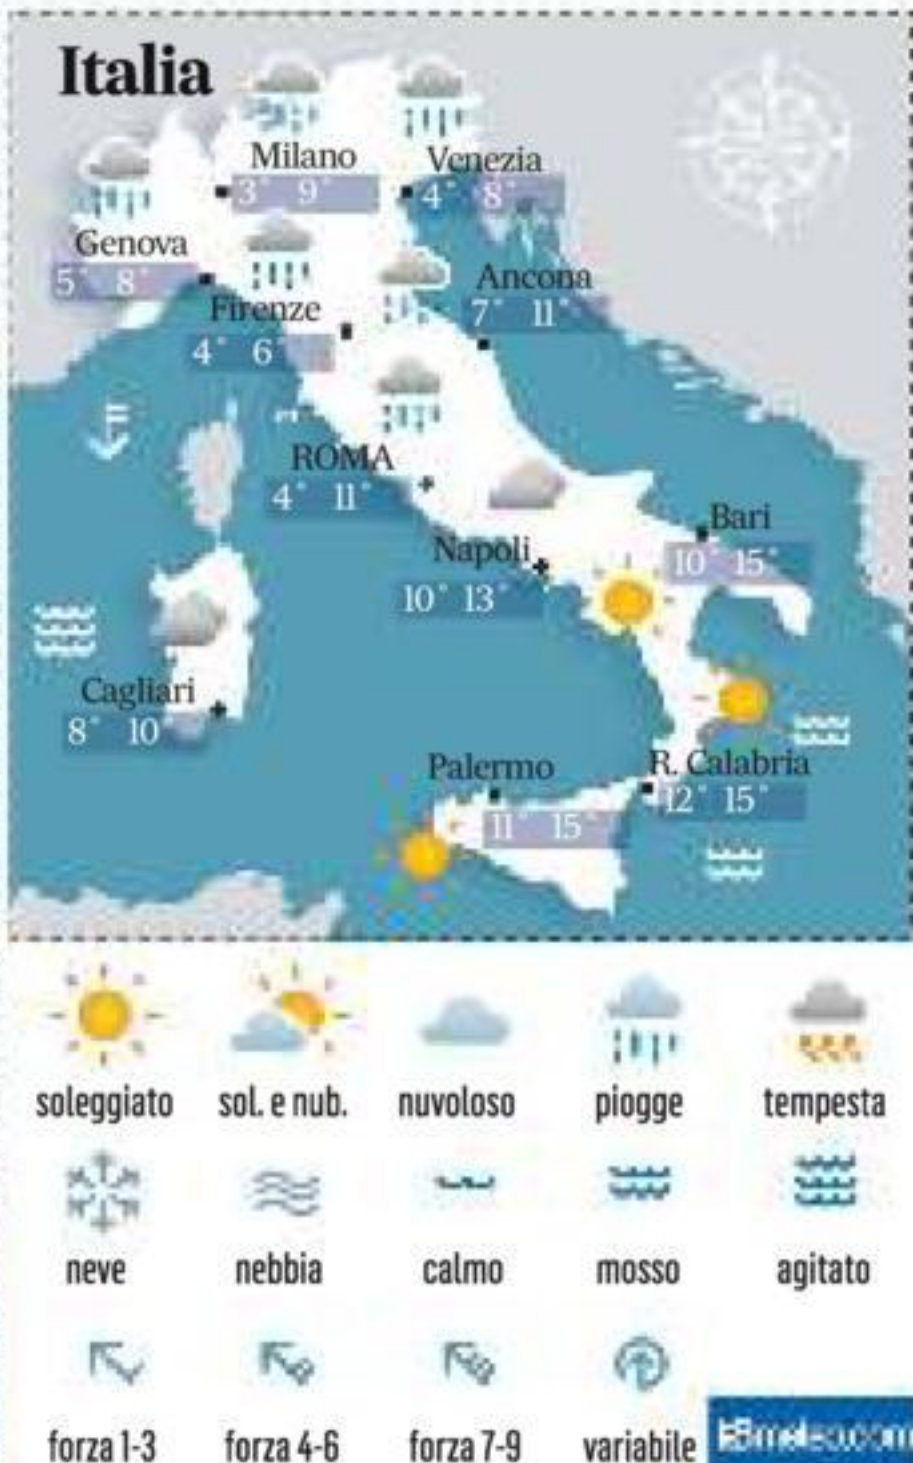 Italia
Milano
3° 9°
Venezia
4° 8°
Genova
5° 8°
Ancona
7° 11°
Firenze
4° 6°
ROMA
4° 11°
Bari
10° 15°
Napoli
10° 13°
Cagliari
8° 10°
Palermo
11° 15°
R. Calabria
12° 15°
soleggiato sol. e nub. nuvoloso piogge tempesta
neve nebbia calmo mosso agitato
forza 1-3 forza 4-6 forza 7-9 variabile